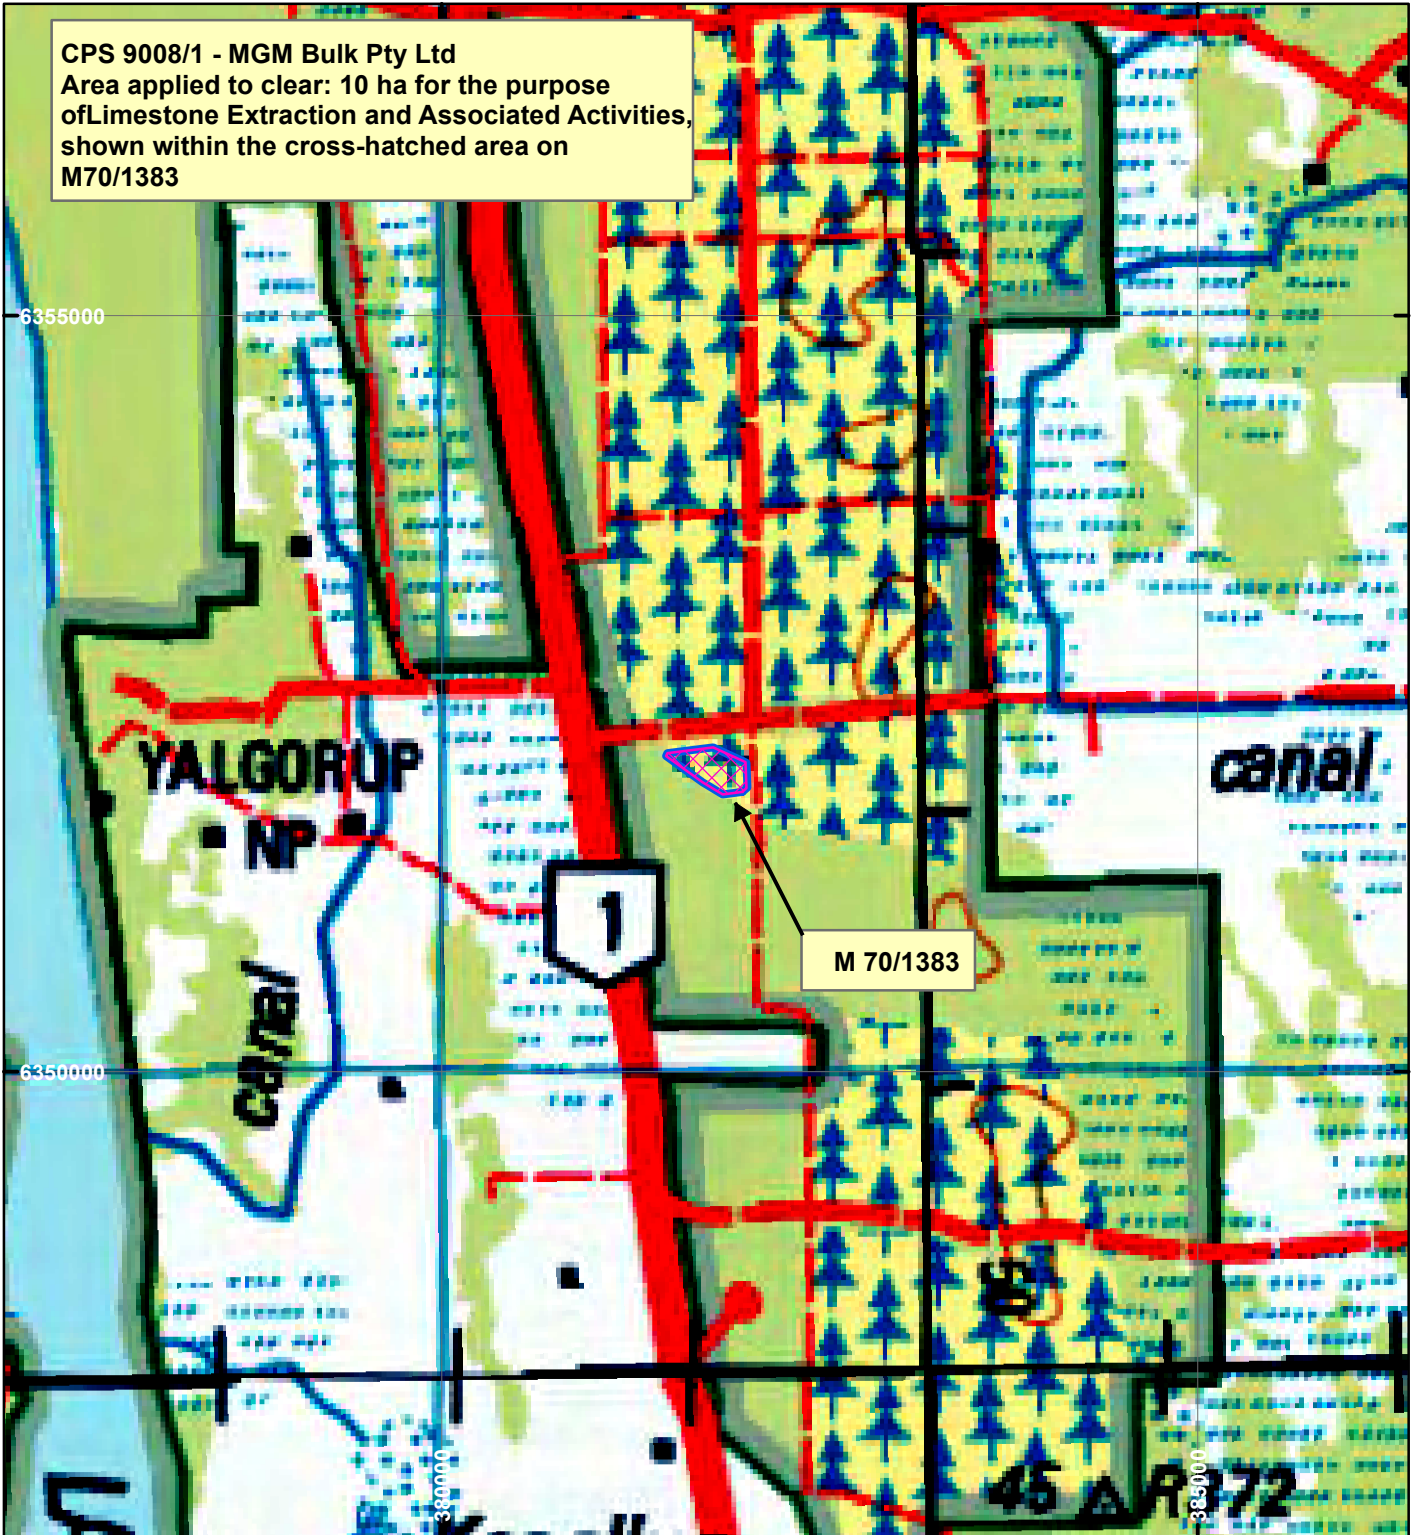 CPS 9008/1 - MGM Bulk Pty Ltd
Area applied to clear: 10 ha for the purpose
ofLimestone Extraction and Associated Activities,
shown within the cross-hatched area on
M70/1383
6355000
YALGORUP
NP
canal
1
M 70/1383
canal
6350000
45
R
72
380000
385000